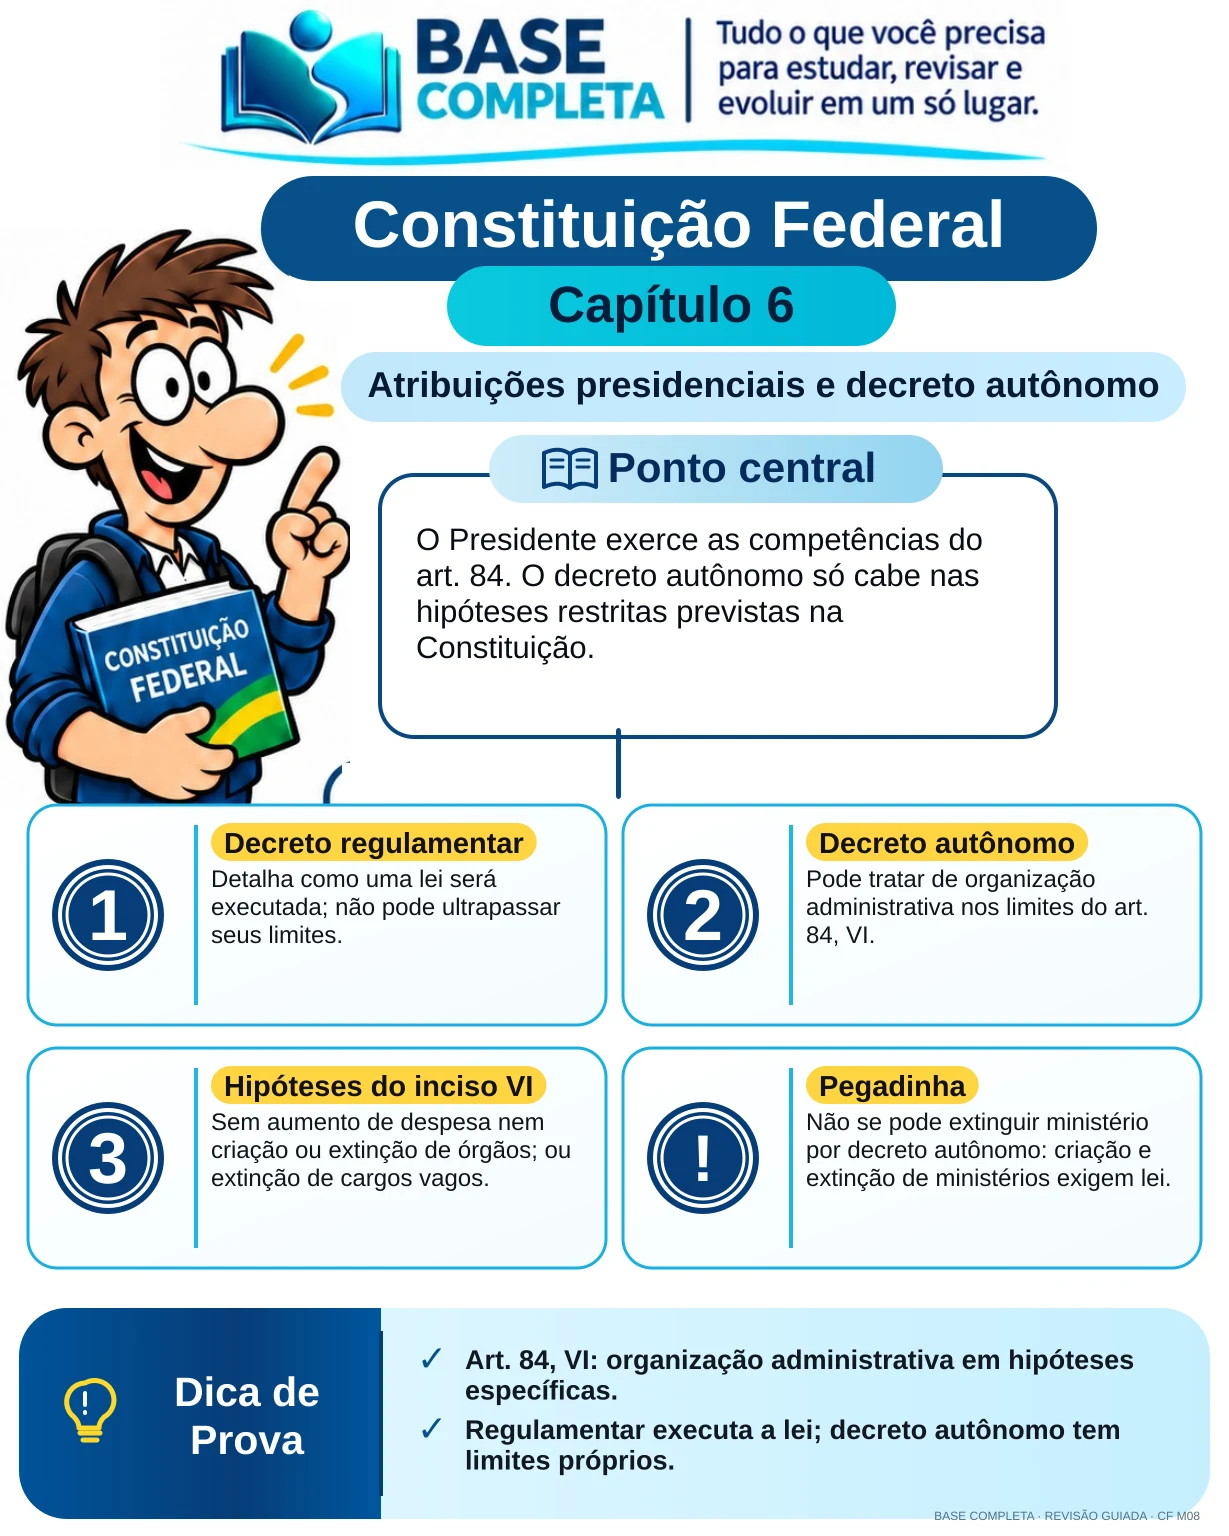 BASE
COMPLETA
Tudo o que você precisa
para estudar, revisar e
evoluir em um só lugar.
Constituição Federal
Capítulo 6
Atribuições presidenciais e decreto autônomo
Ponto central
O Presidente exerce as competências do
art. 84. O decreto autônomo só cabe nas
hipóteses restritas previstas na
Constituição.
CONSTITUIÇÃO
FEDERAL
1
Decreto regulamentar
Detalha como uma lei será
executada; não pode ultrapassar
seus limites.
2
Decreto autônomo
Pode tratar de organização
administrativa nos limites do art.
84, VI.
3
Hipóteses do inciso VI
Sem aumento de despesa nem
criação ou extinção de órgãos; ou
extinção de cargos vagos.
!
Pegadinha
Não se pode extinguir ministério
por decreto autônomo: criação e
extinção de ministérios exigem lei.
Dica de
Prova
✓ Art. 84, VI: organização administrativa em hipóteses
específicas.
✓ Regulamentar executa a lei; decreto autônomo tem
limites próprios.
BASE COMPLETA · REVISÃO GUIADA · CF M08